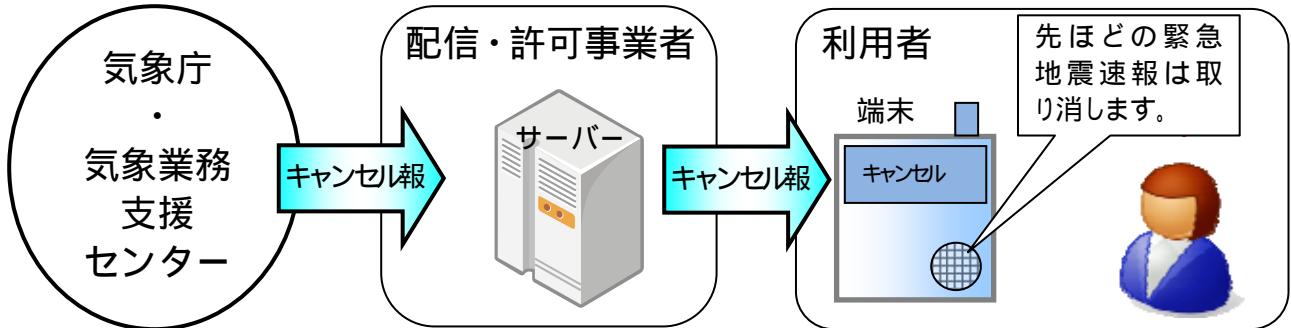 気象庁
・
気象業務
支援
センター
キャンセル報
配信・許可事業者
サーバー
キャンセル報
利用者
端末
キャンセル
先ほどの緊急
地震速報は取
り消します。